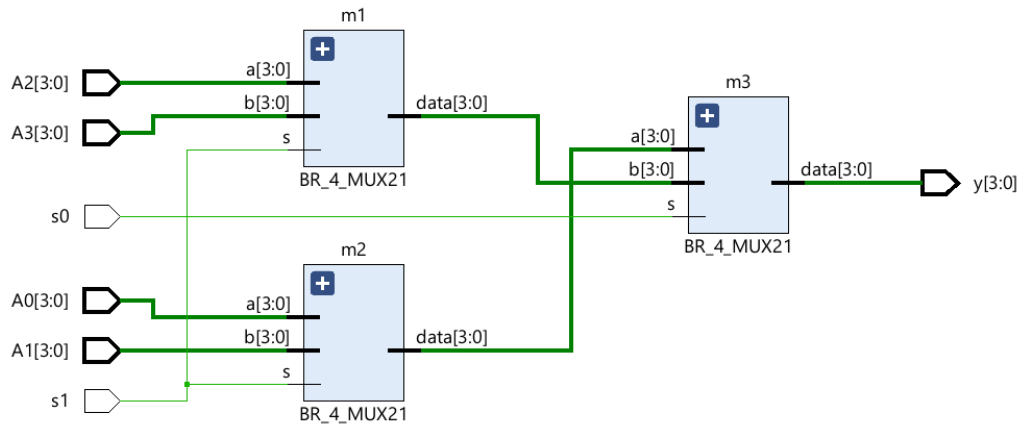 m1
A2[3:0]
a[3:0]
A3[3:0]
b[3:0]
data[3:0]
s
BR_4_MUX21
m3
a[3:0]
b[3:0]
data[3:0]
y[3:0]
s
BR_4_MUX21
s0
m2
A0[3:0]
a[3:0]
A1[3:0]
b[3:0]
data[3:0]
s
s1
BR_4_MUX21